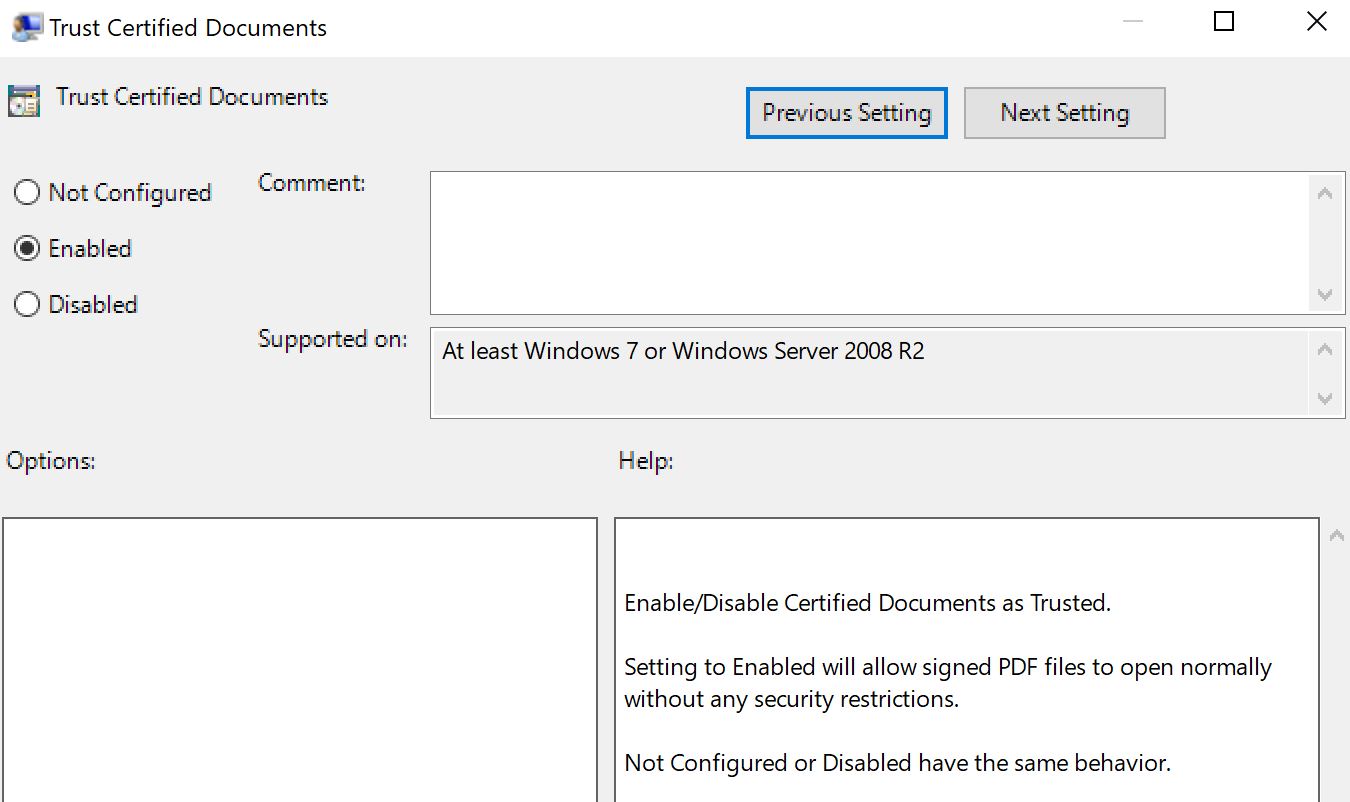 Trust Certified Documents
Trust Certified Documents
Previous Setting
Next Setting
Not Configured
Comment:
Enabled
Disabled
Supported on:
At least Windows 7 or Windows Server 2008 R2
Options:
Help:
Enable/Disable Certified Documents as Trusted.
Setting to Enabled will allow signed PDF files to open normally
without any security restrictions.
Not Configured or Disabled have the same behavior.